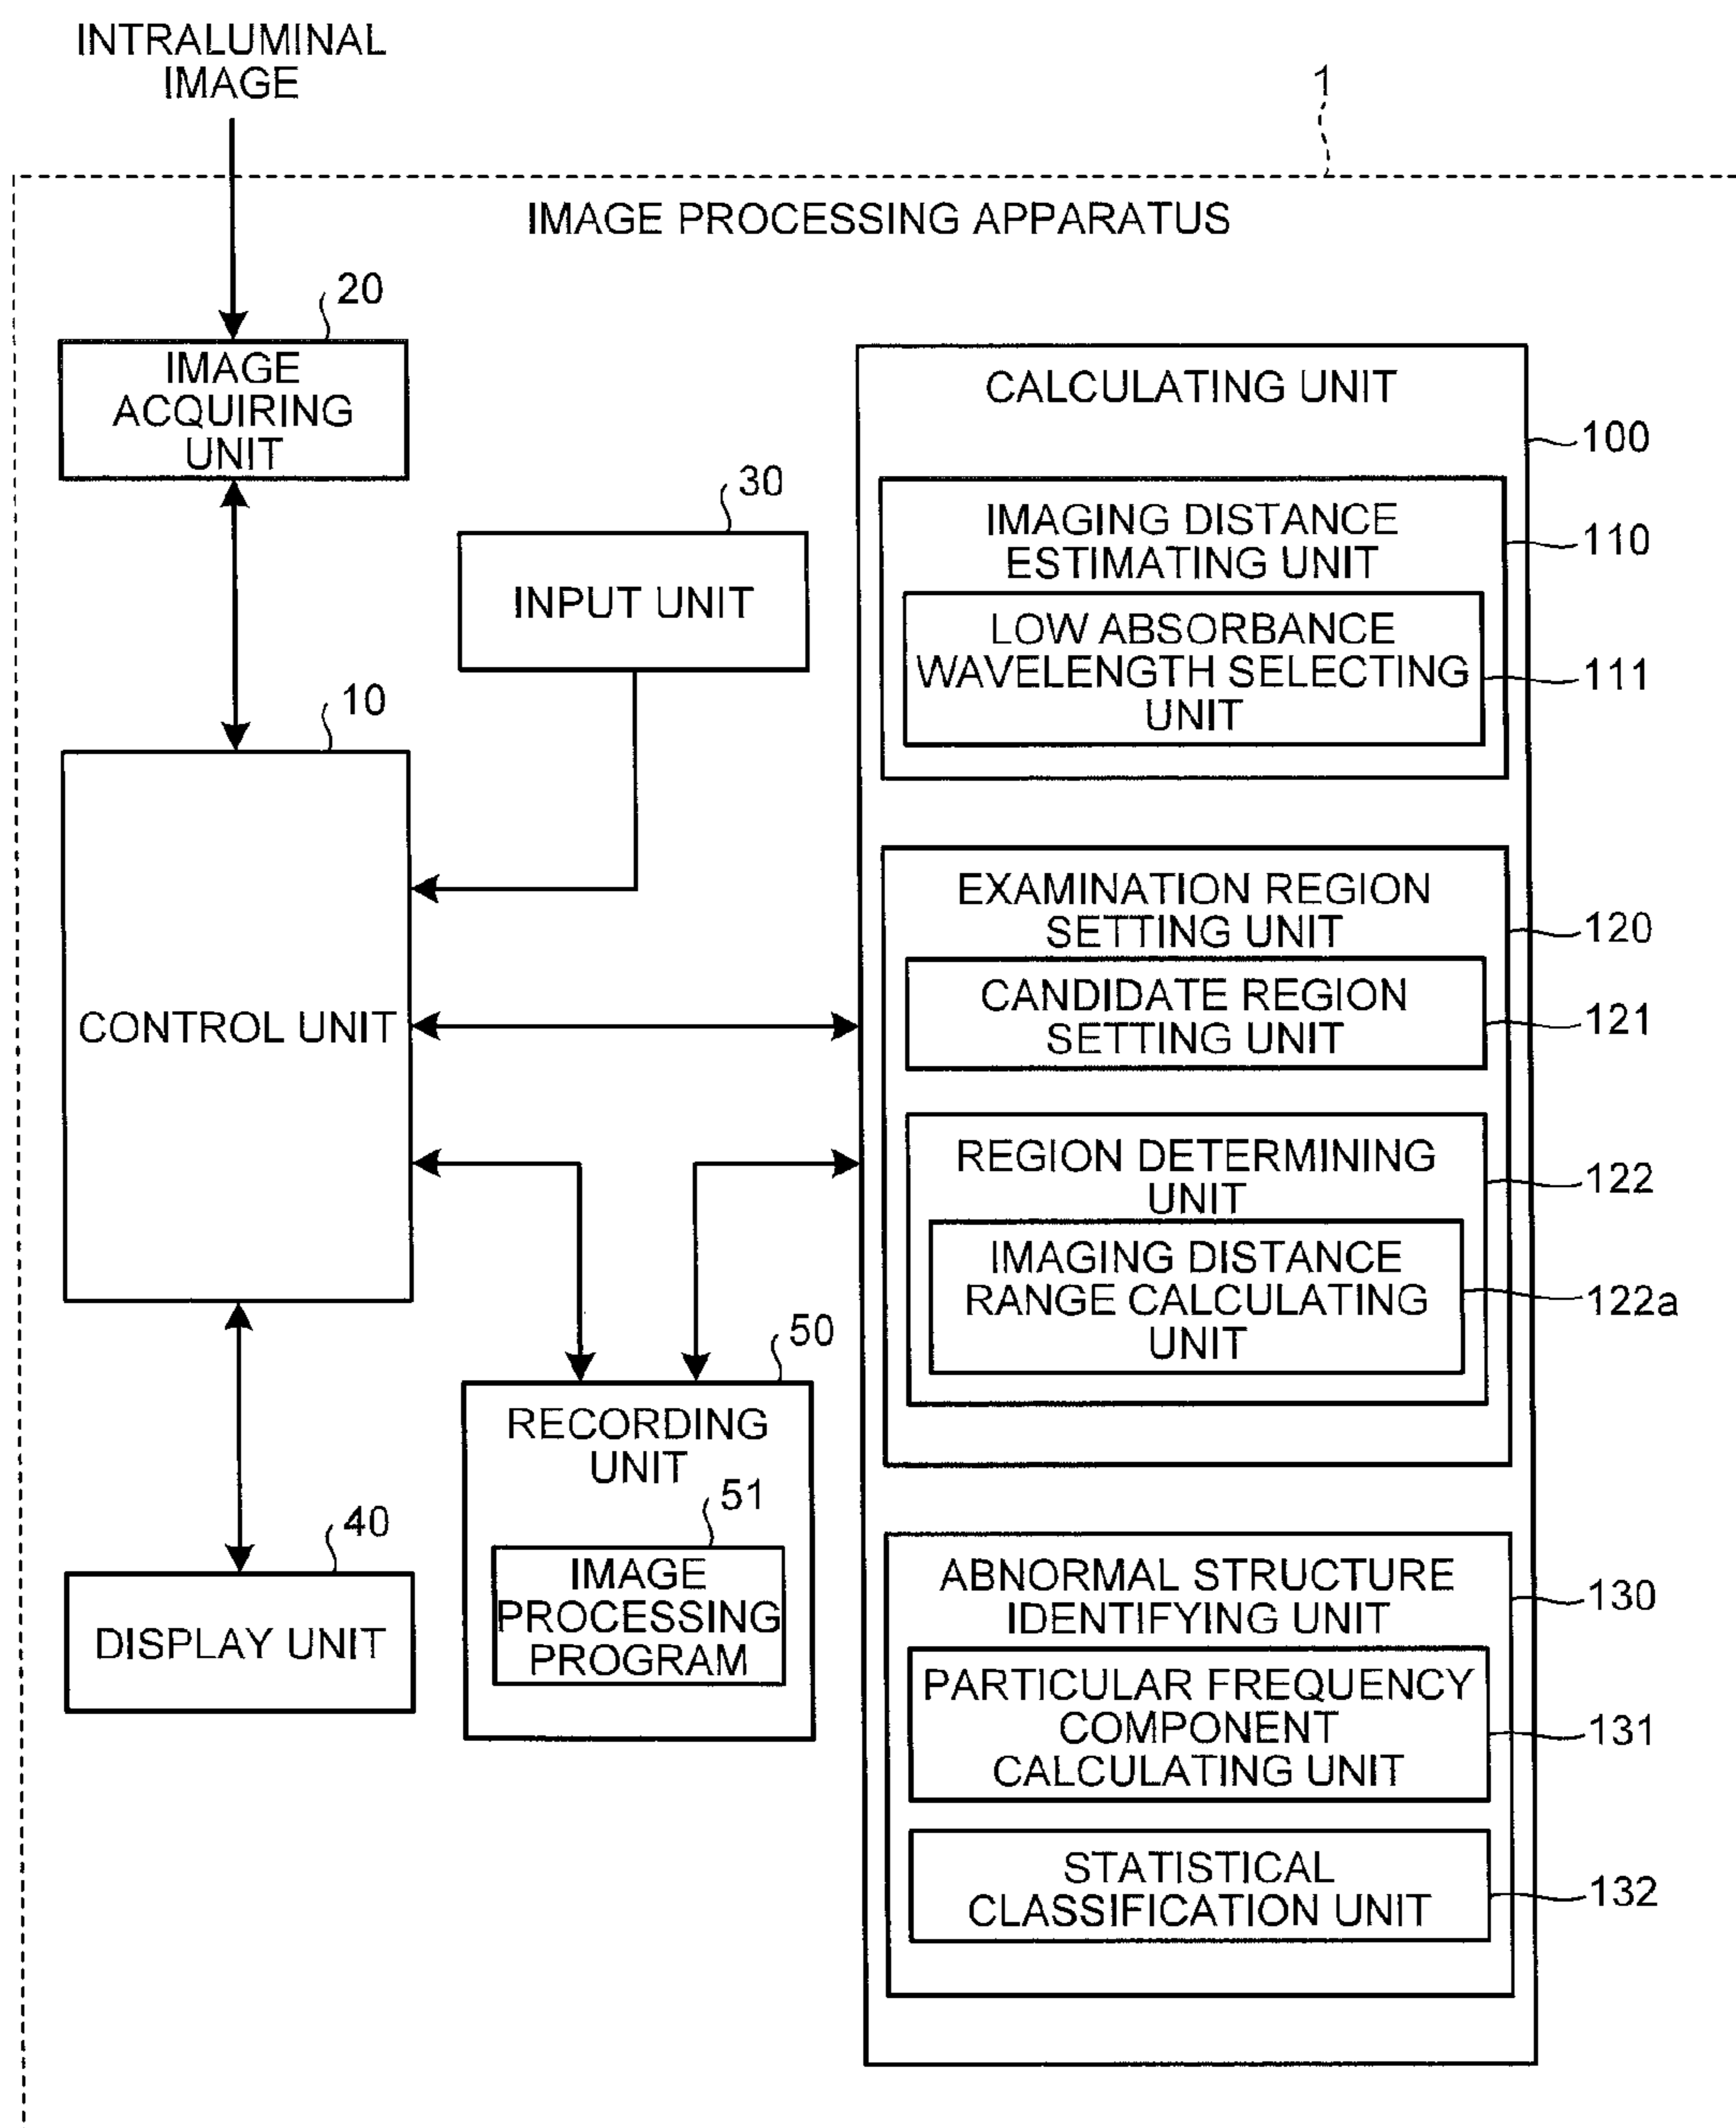 INTRALUMINAL
IMAGE
1
IMAGE PROCESSING APPARATUS
20
IMAGE
ACQUIRING
UNIT
30
INPUT UNIT
10
CONTROL UNIT
50
RECORDING
UNIT
51
IMAGE
PROCESSING
PROGRAM
40
DISPLAY UNIT
CALCULATING UNIT
100
IMAGING DISTANCE
ESTIMATING UNIT
110
LOW ABSORBANCE
WAVELENGTH SELECTING
UNIT
111
EXAMINATION REGION
SETTING UNIT
120
CANDIDATE REGION
SETTING UNIT
121
REGION DETERMINING
UNIT
122
IMAGING DISTANCE
RANGE CALCULATING
UNIT
122a
ABNORMAL STRUCTURE
IDENTIFYING UNIT
130
PARTICULAR FREQUENCY
COMPONENT
CALCULATING UNIT
131
STATISTICAL
CLASSIFICATION UNIT
132